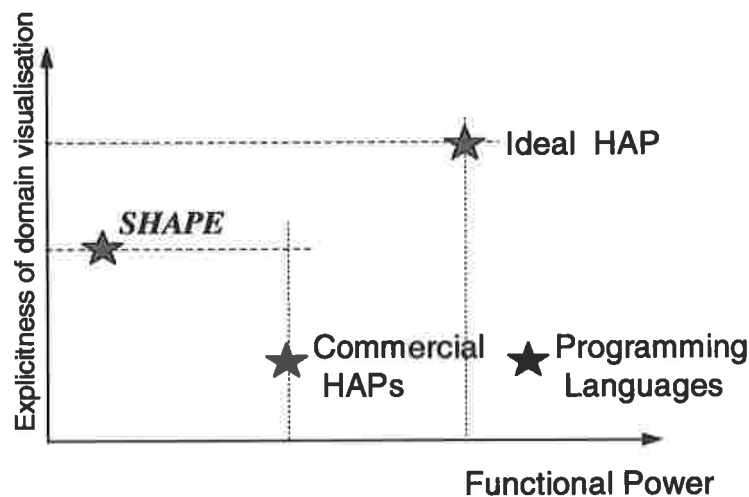 Explicitness of domain visualisation
Ideal HAP
SHAPE
Commercial
HAPs
Programming
Languages
Functional Power